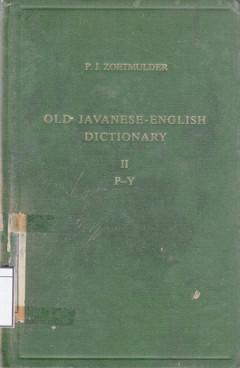 P. J. ZOETMULDER
OLD JAVANESE-ENGLISH
DICTIONARY
II
P–Y